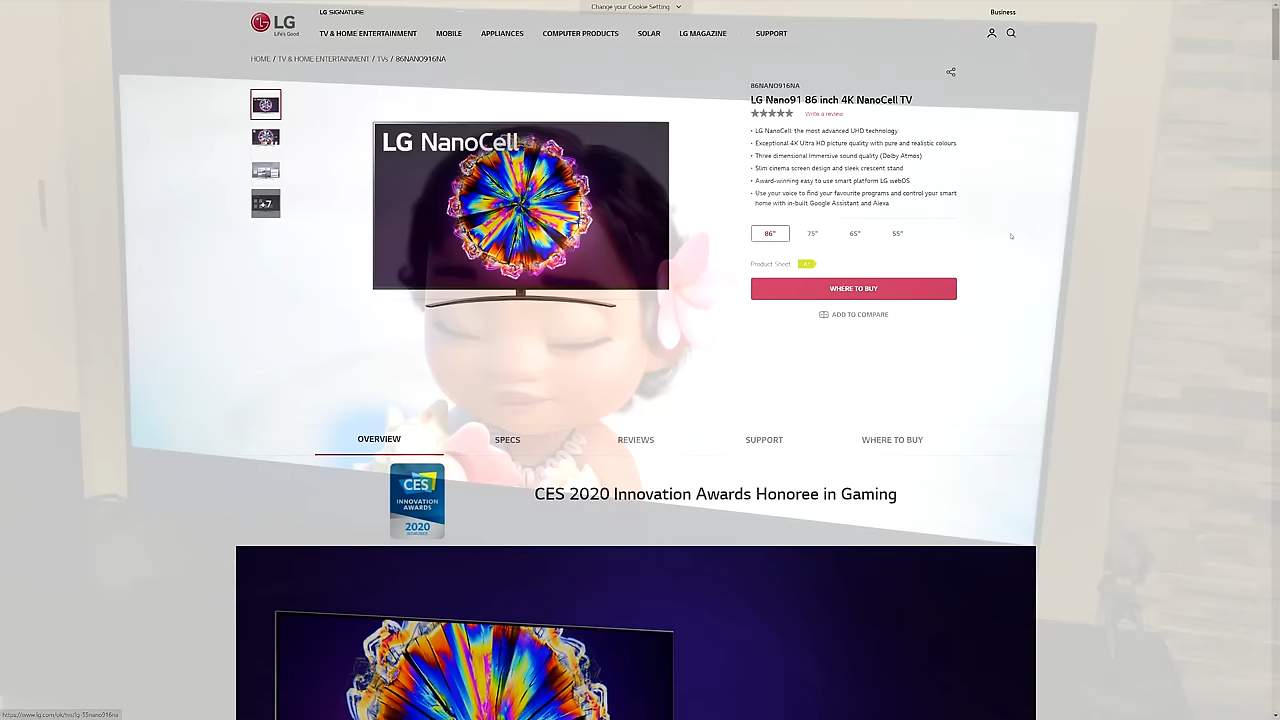 Change your Cookie Setting
LG SIGNATURE
Business
LG
Life's Good
TV & HOME ENTERTAINMENT
MOBILE
APPLIANCES
COMPUTER PRODUCTS
SOLAR
LG MAGAZINE
SUPPORT
HOME / TV & HOME ENTERTAINMENT / TVs / 86NANO916NA
86NANO916NA
LG Nano91 86 inch 4K NanoCell TV
Write a review
• LG NanoCell: the most advanced UHD technology
• Exceptional 4K Ultra HD picture quality with pure and realistic colours
• Three dimensional immersive sound quality (Dolby Atmos)
• Slim cinema screen design and sleek crescent stand
• Award-winning easy to use smart platform LG webOS
• Use your voice to find your favourite programs and control your smart
home with in-built Google Assistant and Alexa
LG NanoCell
+7
86" 75" 65" 55"
Product Sheet
WHERE TO BUY
ADD TO COMPARE
OVERVIEW
SPECS
REVIEWS
SUPPORT
WHERE TO BUY
CES
INNOVATION
AWARDS
2020
HONOREE
CES 2020 Innovation Awards Honoree in Gaming
https://www.lg.com/uk/tvs/lg-55nano916na